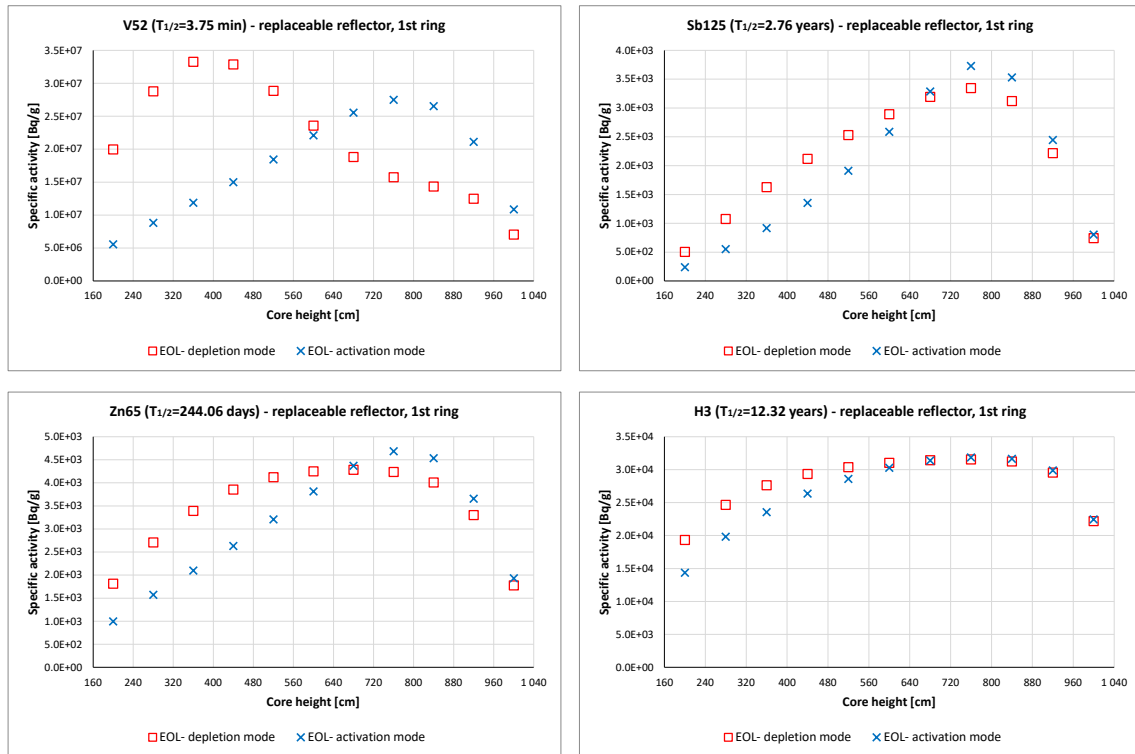 V52 (T1/2=3.75 min) - replaceable reflector, 1st ring
Specific activity [Bq/g]
3.5E+07
3.0E+07
2.5E+07
2.0E+07
1.5E+07
1.0E+07
5.0E+06
0.0E+00
160 240 320 400 480 560 640 720 800 880 960 1 040
Core height [cm]
EOL- depletion mode EOL- activation mode
Sb125 (T1/2=2.76 years) - replaceable reflector, 1st ring
Specific activity [Bq/g]
4.0E+03
3.5E+03
3.0E+03
2.5E+03
2.0E+03
1.5E+03
1.0E+03
5.0E+02
0.0E+00
160 240 320 400 480 560 640 720 800 880 960 1 040
Core height [cm]
EOL- depletion mode EOL- activation mode
Zn65 (T1/2=244.06 days) - replaceable reflector, 1st ring
Specific activity [Bq/g]
5.0E+03
4.5E+03
4.0E+03
3.5E+03
3.0E+03
2.5E+03
2.0E+03
1.5E+03
1.0E+03
5.0E+02
0.0E+00
160 240 320 400 480 560 640 720 800 880 960 1 040
Core height [cm]
EOL- depletion mode EOL- activation mode
H3 (T1/2=12.32 years) - replaceable reflector, 1st ring
Specific activity [Bq/g]
3.5E+04
3.0E+04
2.5E+04
2.0E+04
1.5E+04
1.0E+04
5.0E+03
0.0E+00
160 240 320 400 480 560 640 720 800 880 960 1 040
Core height [cm]
EOL- depletion mode EOL- activation mode